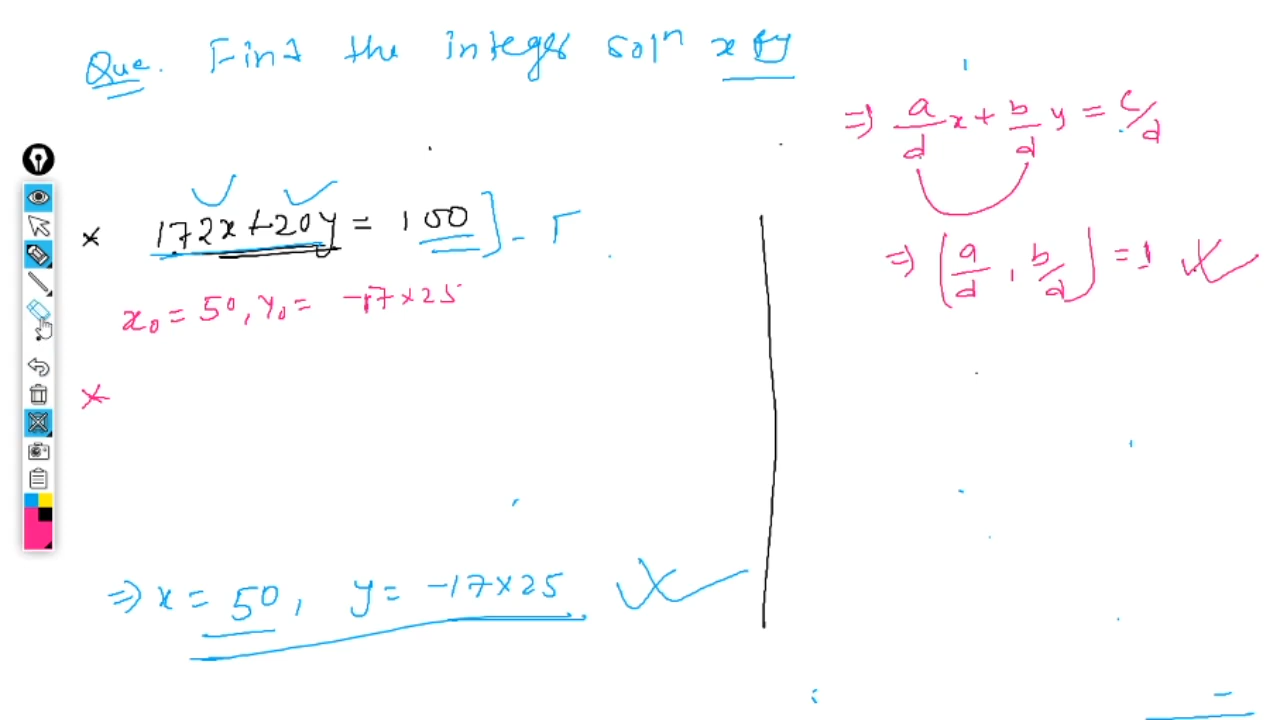 Que. Find the integer solⁿ x & y
* 172x+20y = 100] - I
x₀ = 50, y₀ = -17×25
*
⇒ x = 50, y = -17×25
⇒ a/d x + b/d y = c/d
⇒ (a/d, b/d) = 1